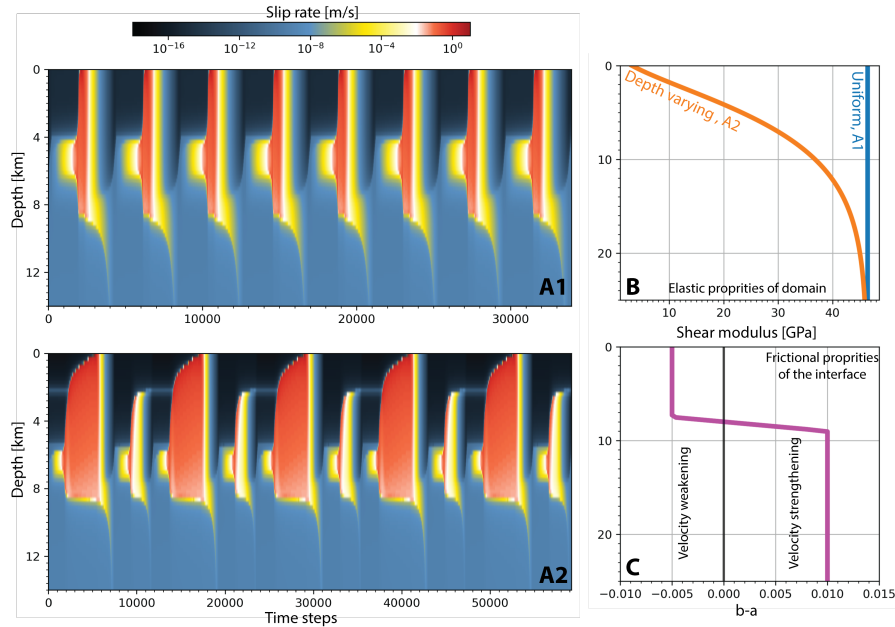 Slip rate [m/s]
10⁻¹⁶ 10⁻¹² 10⁻⁸ 10⁻⁴ 10⁰
0
4
8
12
Depth [km]
A1
0 10000 20000 30000
0
4
8
12
Depth [km]
A2
0 10000 20000 30000 40000 50000
Time steps
0
10
20
Depth varying , A2
Uniform, A1
B
Elastic proprities of domain
10 20 30 40
Shear modulus [GPa]
0
10
20
Frictional proprities
of the interface
Velocity weakening
Velocity strengthening
C
−0.010 −0.005 0.000 0.005 0.010 0.015
b-a